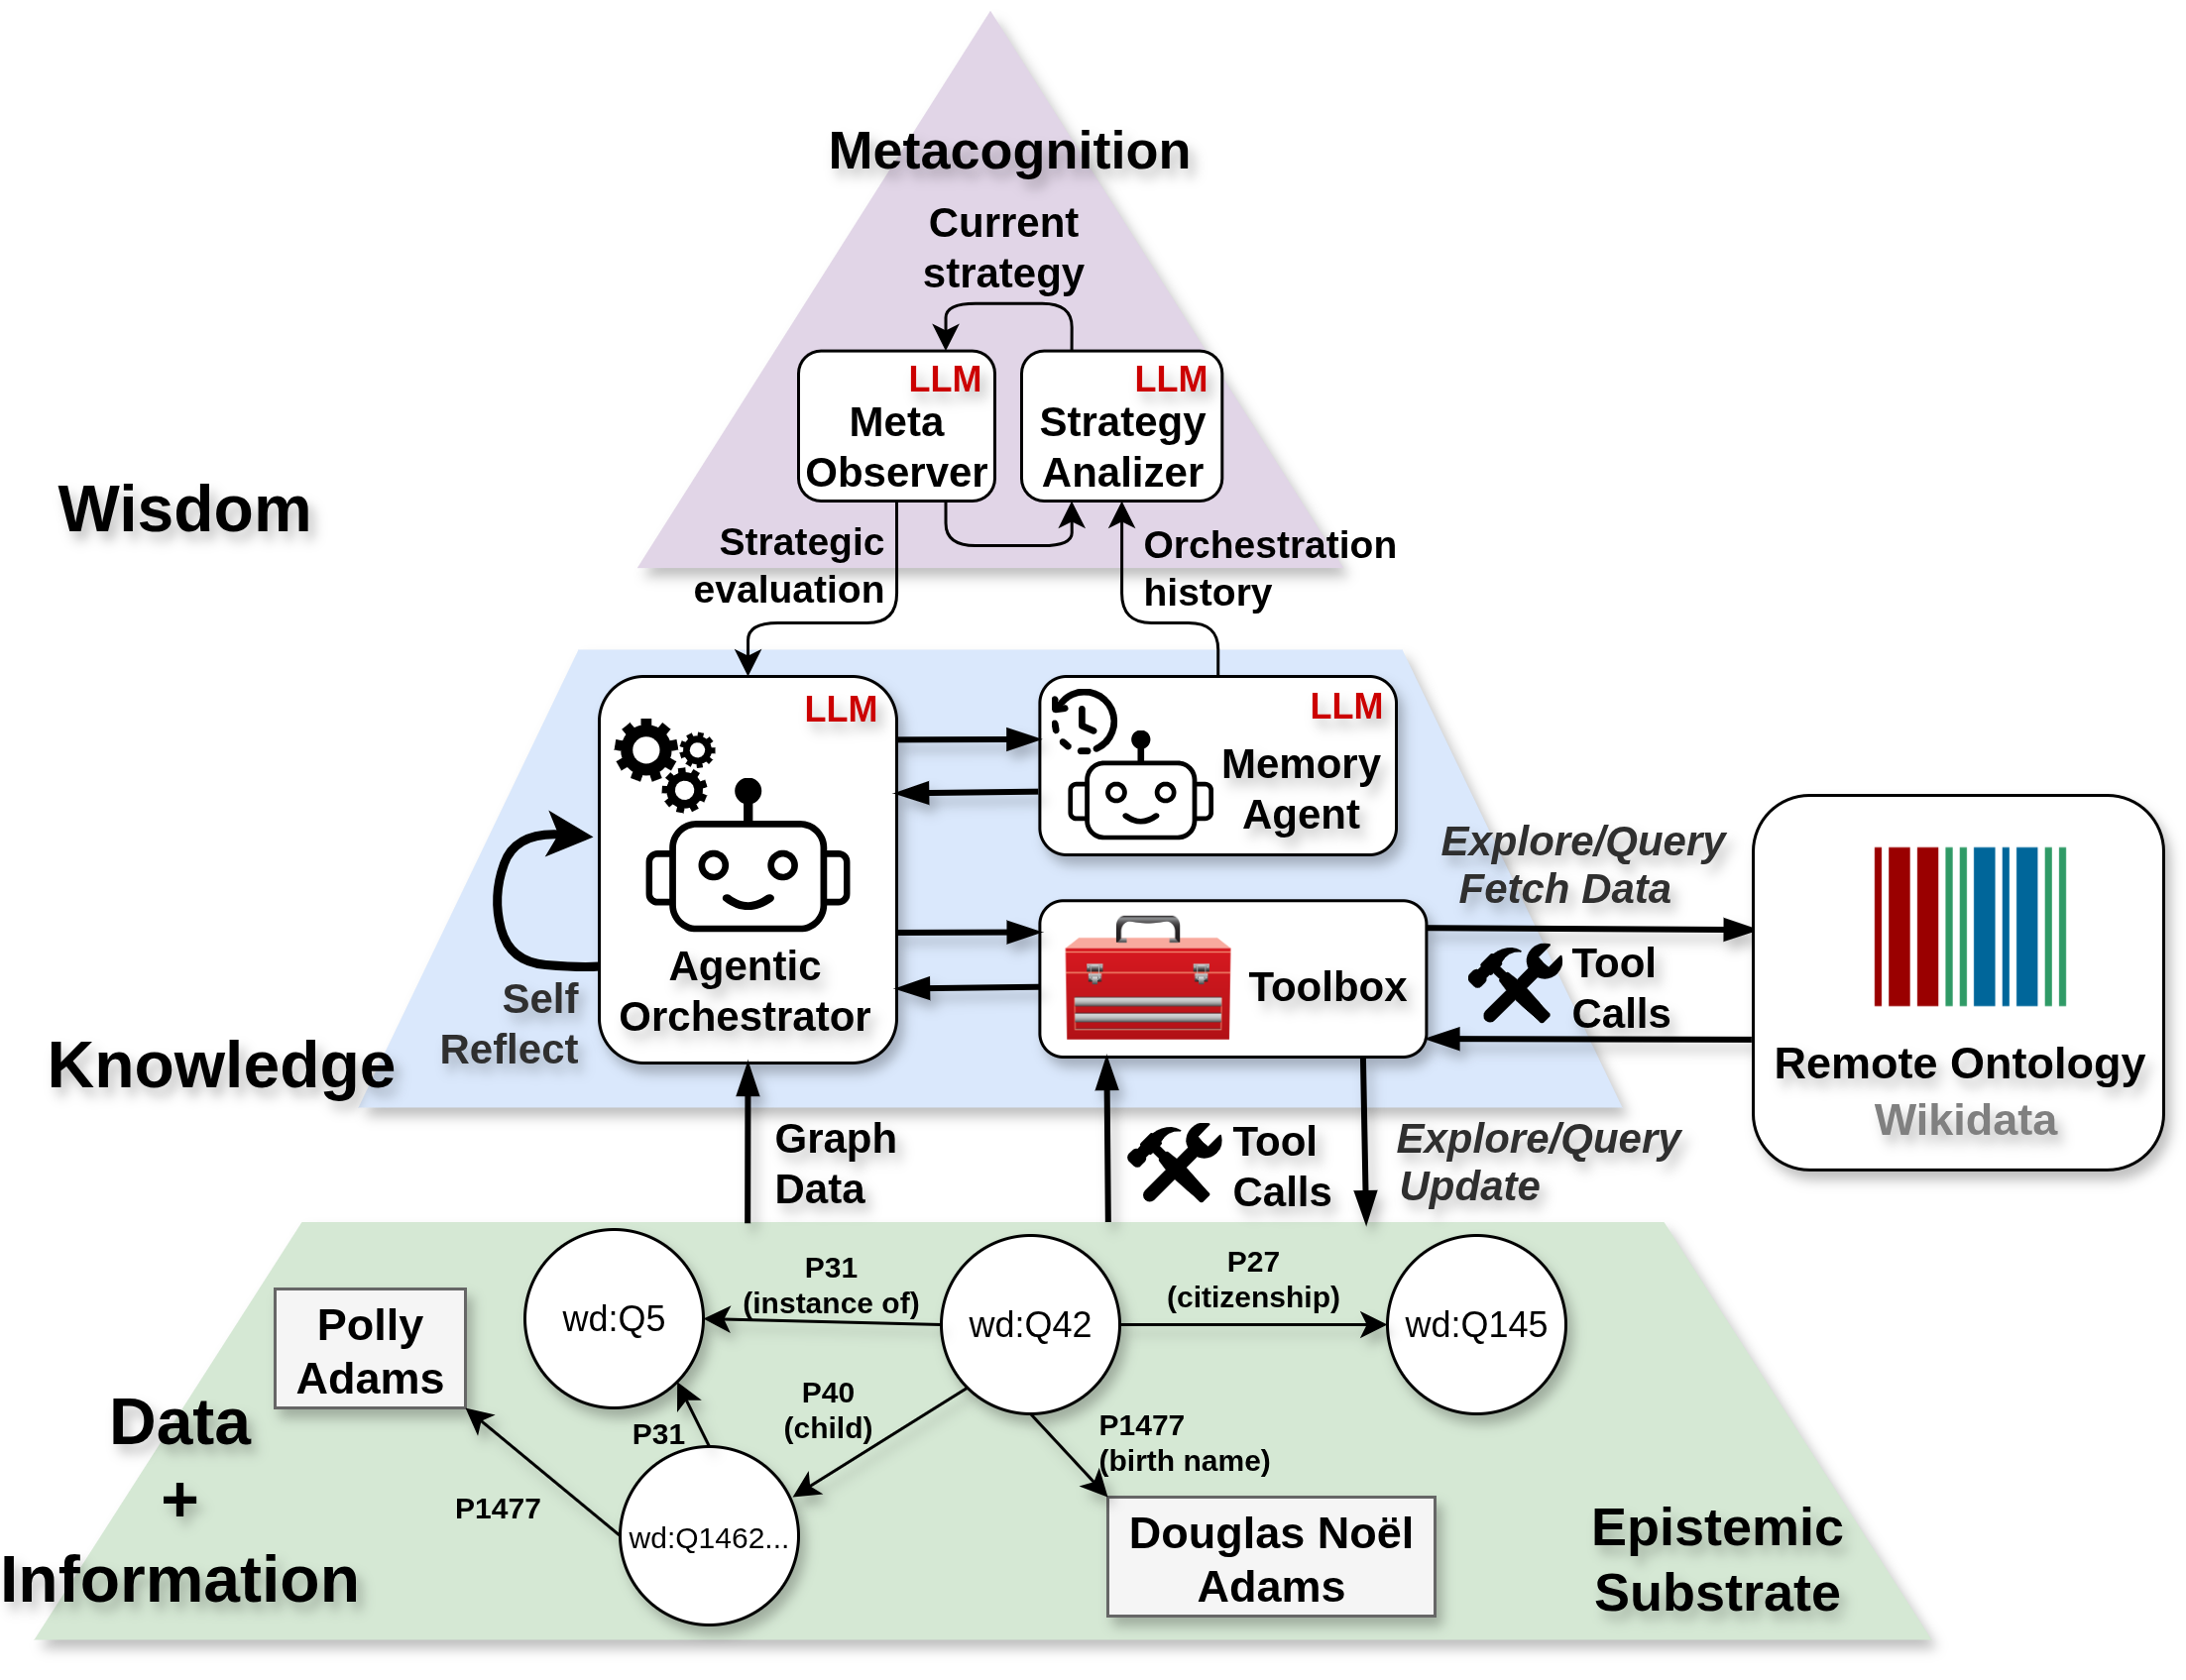 Metacognition
Current
strategy
LLM
Meta
Observer
LLM
Strategy
Analizer
Wisdom
Strategic
evaluation
Orchestration
history
LLM
Agentic
Orchestrator
LLM
Memory
Agent
Toolbox
Self
Reflect
Knowledge
Explore/Query
Fetch Data
Tool
Calls
Remote Ontology
Wikidata
Graph
Data
Tool
Calls
Explore/Query
Update
Polly
Adams
wd:Q5
P31
(instance of)
wd:Q42
P27
(citizenship)
wd:Q145
P40
(child)
P31
P1477
(birth name)
P1477
wd:Q1462...
Douglas Noël
Adams
Data
+
Information
Epistemic
Substrate